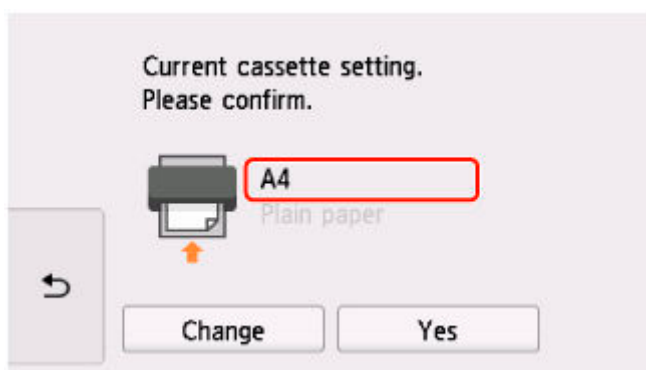 Current cassette setting.
Please confirm.
A4
Plain paper
Change
Yes